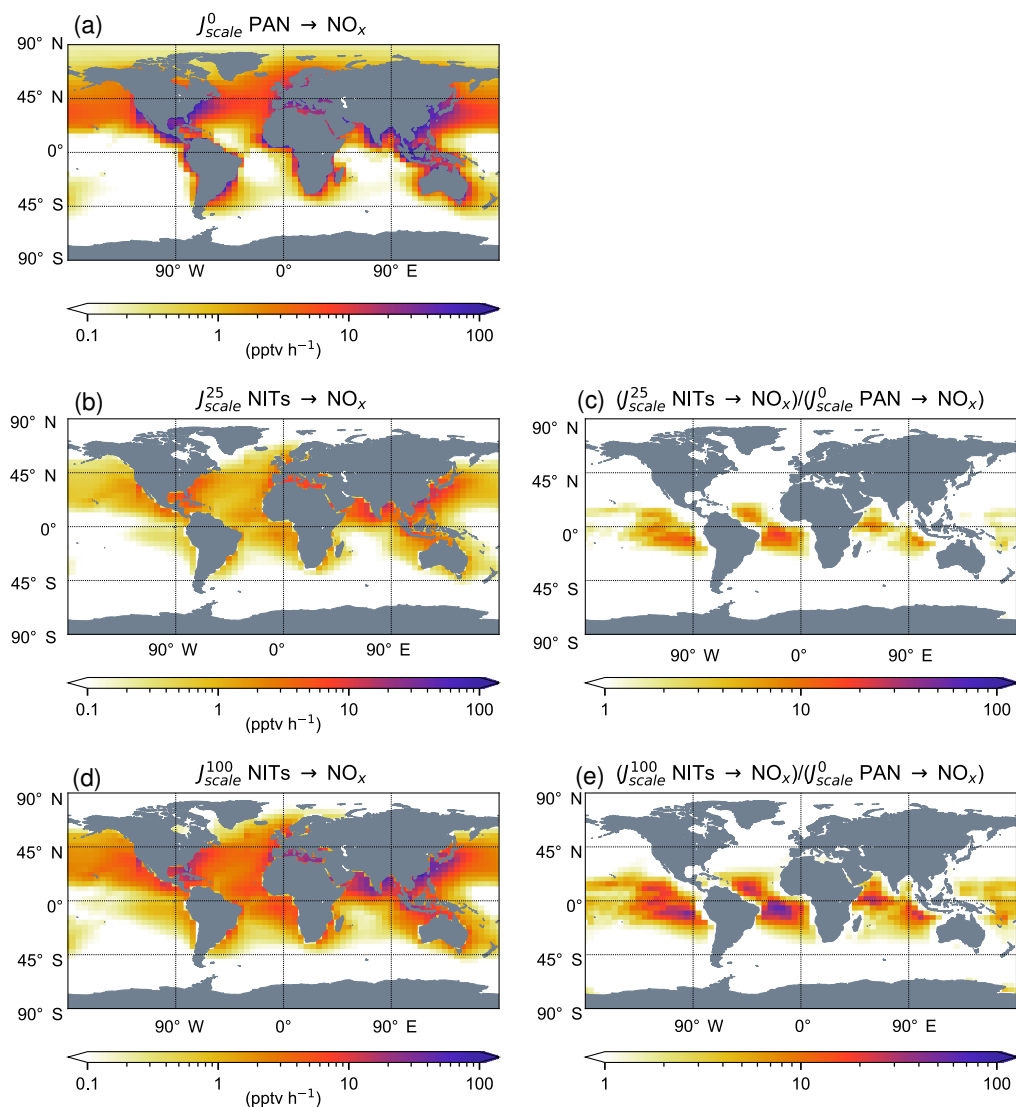 (a) J⁰scale PAN → NOₓ
90° N
45° N
0°
45° S
90° S
90° W 0° 90° E
0.1 1 10 100
(pptv h⁻¹)
(b) J²⁵scale NITs → NOₓ
90° N
45° N
0°
45° S
90° S
90° W 0° 90° E
0.1 1 10 100
(pptv h⁻¹)
(c) (J²⁵scale NITs → NOₓ)/(J⁰scale PAN → NOₓ)
90° N
45° N
0°
45° S
90° S
90° W 0° 90° E
1 10 100
(d) J¹⁰⁰scale NITs → NOₓ
90° N
45° N
0°
45° S
90° S
90° W 0° 90° E
0.1 1 10 100
(pptv h⁻¹)
(e) (J¹⁰⁰scale NITs → NOₓ)/(J⁰scale PAN → NOₓ)
90° N
45° N
0°
45° S
90° S
90° W 0° 90° E
1 10 100